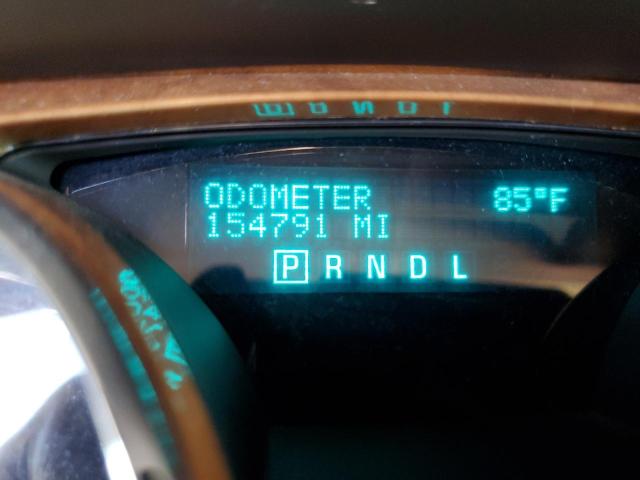 ODOMETER 85°F
154791 MI
P R N D L